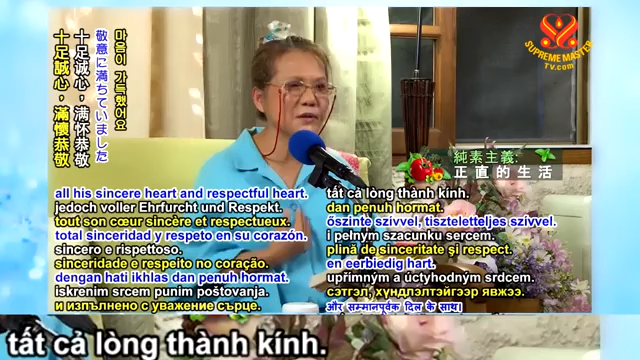 마음이 가득했어요
敬意に満ちていました
十足诚心，满怀恭敬
十足誠心，滿懷恭敬
SUPREME MASTER
TV.com
純素主義:
正直的生活
all his sincere heart and respectful heart.
jedoch voller Ehrfurcht und Respekt.
tout son cœur sincère et respectueux.
total sinceridad y respeto en su corazón.
sincero e rispettoso.
sinceridade e respeito no coração.
dengan hati ikhlas dan penuh hormat.
iskrenim srcem punim poštovanja.
и изпълнено с уважение сърце.
tất cả lòng thành kính.
dan penuh hormat.
őszinte szívvel, tiszteletteljes szívvel.
i pełnym szacunku sercem.
plină de sinceritate şi respect.
en eerbiedig hart.
upřímným a úctyhodným srdcem.
сэтгэл, хүндлэлтэйгээр явжээ.
और सम्मानपूर्वक दिल के साथ।
tất cả lòng thành kính.